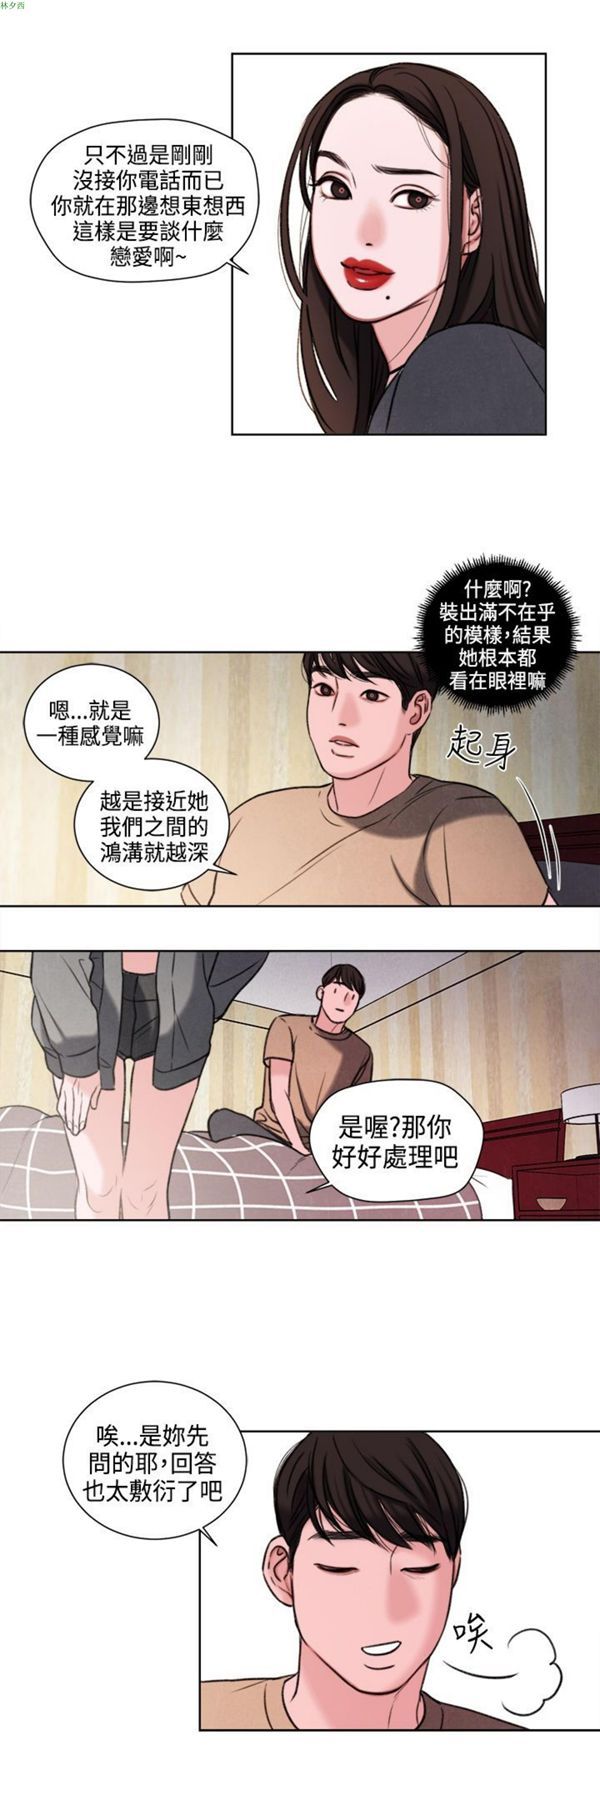 林夕西
只不過是剛剛
沒接你電話而已
你就在那邊想東想西
這樣是要談什麼
戀愛啊~
什麼啊?
裝出滿不在乎
的模樣,結果
她根本都
看在眼裡嘛
嗯...就是
一種感覺嘛
起身
越是接近她
我們之間的
鴻溝就越深
是喔?那你
好好處理吧
唉...是妳先
問的耶,回答
也太敷衍了吧
唉